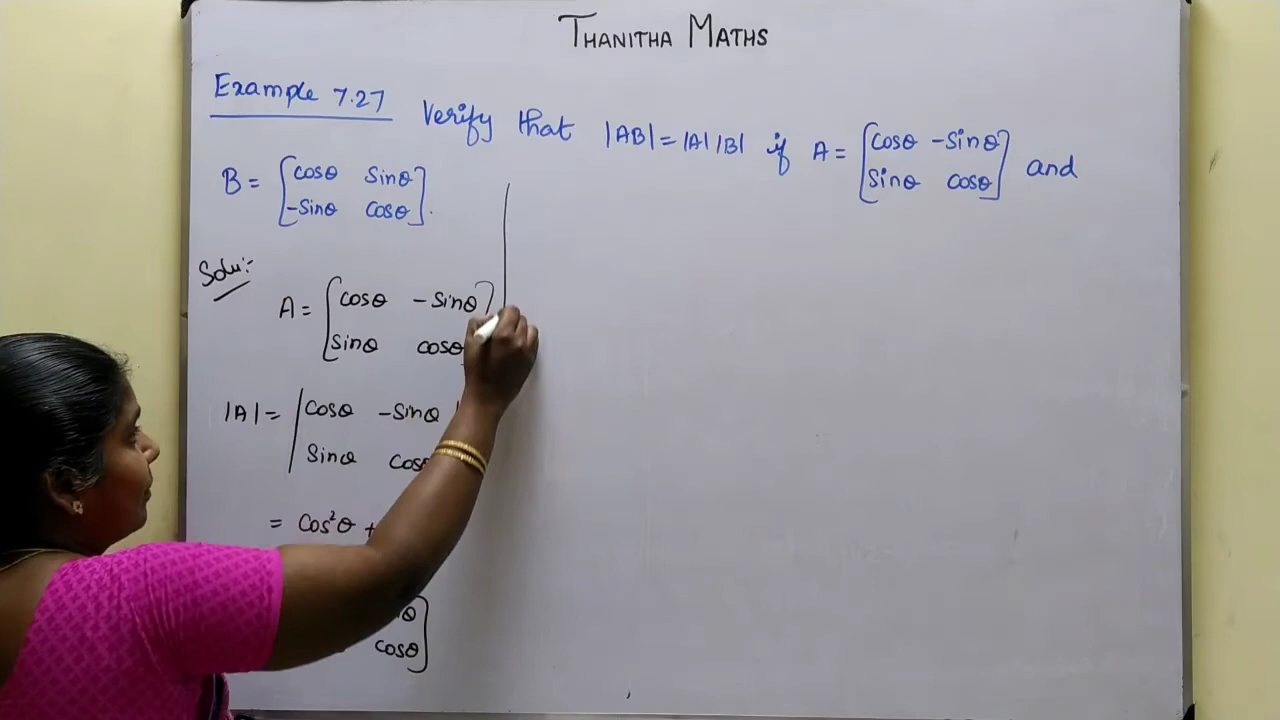 THANITHA MATHS
Example 7.27 Verify that |AB| = |A| |B| if A = [cosθ -Sinθ
Sinθ cosθ] and
B = [cosθ Sinθ
-Sinθ cosθ].
Solu:-
A = [cosθ -Sinθ]
Sinθ cosθ
|A| = |cosθ -Sinθ
Sinθ
= Cos²θ +
cosθ]